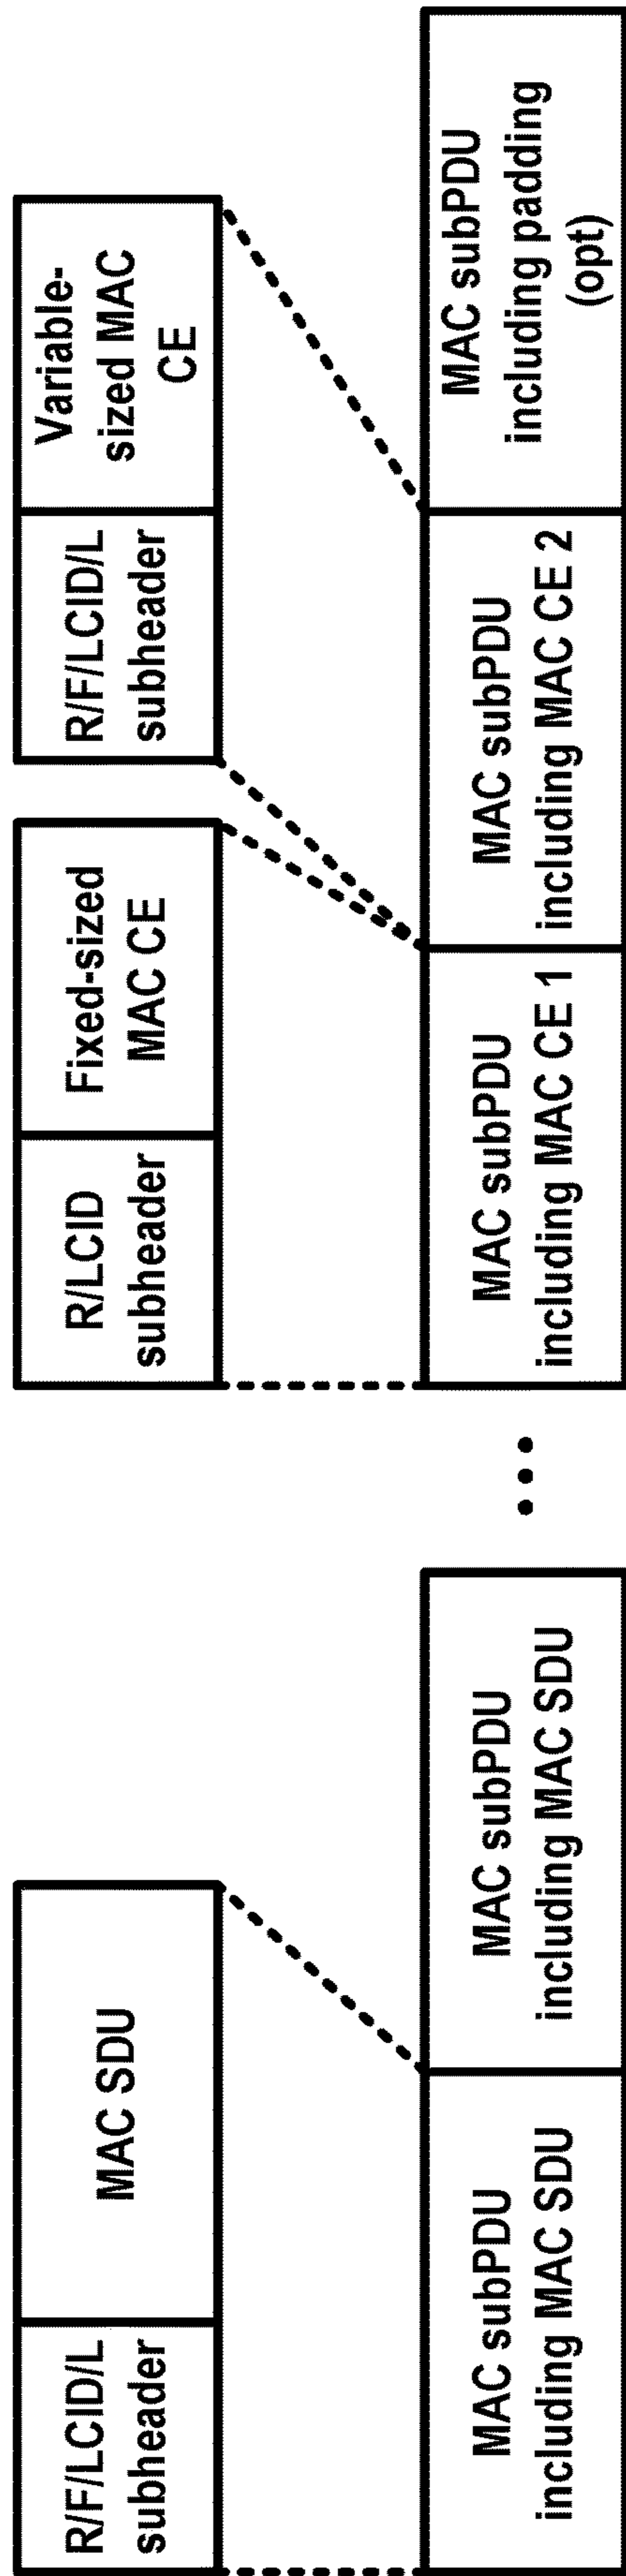 R/F/LCID/L
subheader
MAC SDU
R/LCID
subheader
Fixed-sized
MAC CE
R/F/LCID/L
subheader
Variable-
sized MAC
CE
MAC subPDU
including MAC SDU
MAC subPDU
including MAC SDU
...
MAC subPDU
including MAC CE 1
MAC subPDU
including MAC CE 2
MAC subPDU
including padding
(opt)